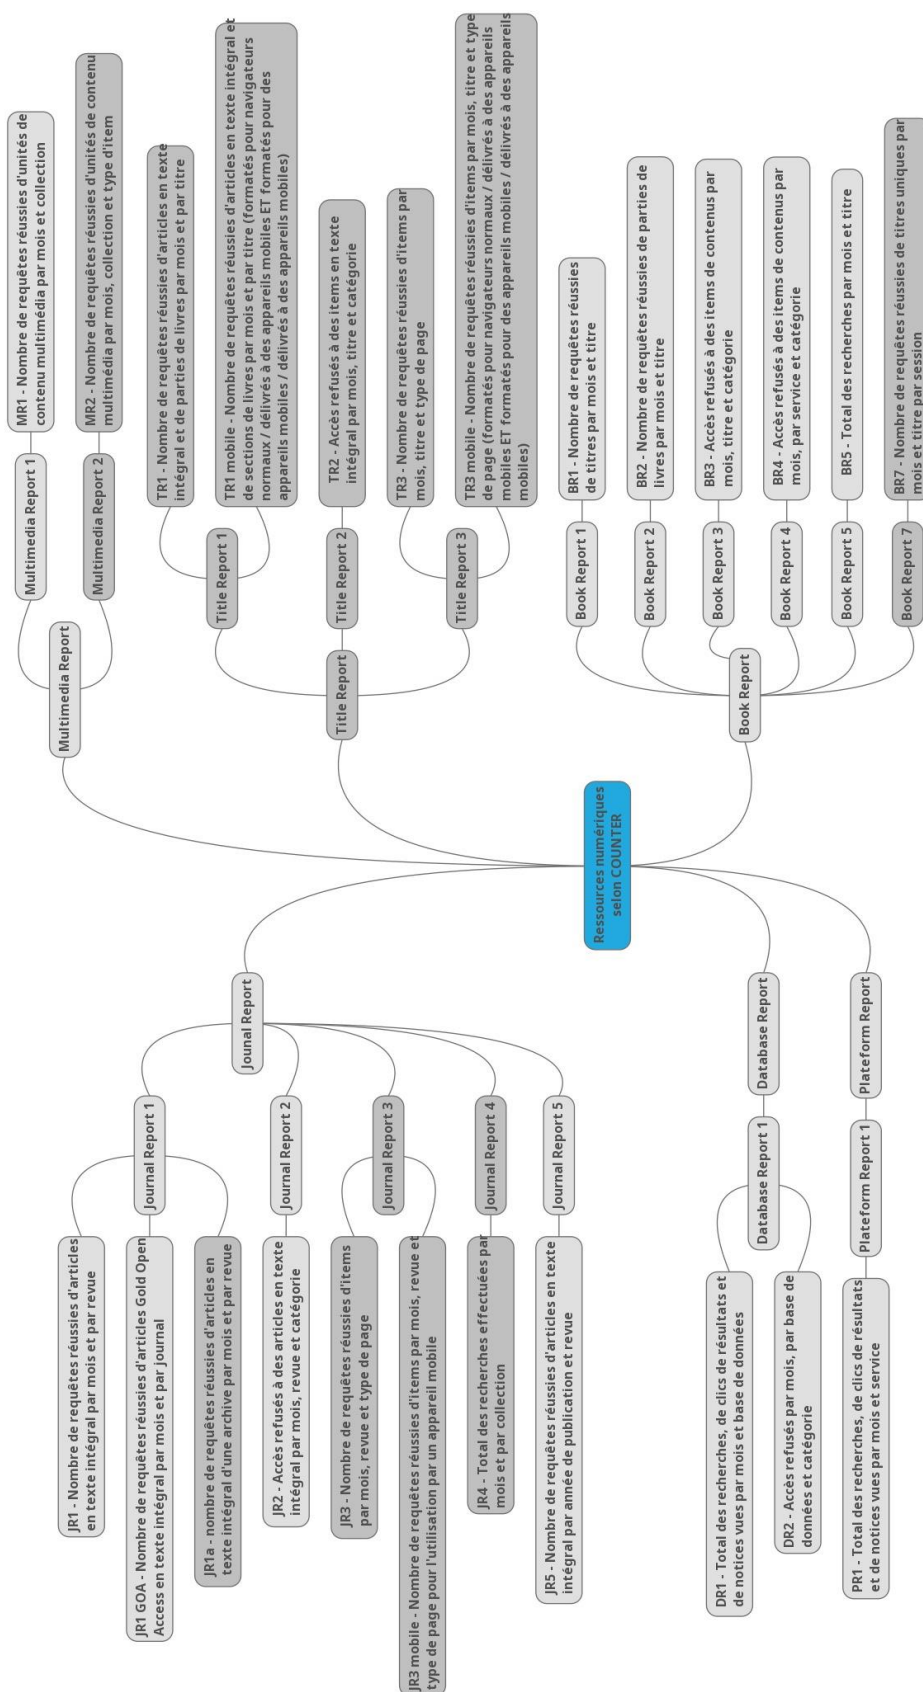 Ressources numériques
selon COUNTER
Jounal Report
Journal Report 1
JR1 - Nombre de requêtes réussies d'articles
en texte intégral par mois et par revue
JR1 GOA - Nombre de requêtes réussies d'articles Gold Open
Access en texte intégral par mois et par journal
JR1a - nombre de requêtes réussies d'articles en
texte intégral d'une archive par mois et par revue
Journal Report 2
JR2 - Accès refusés à des articles en texte
intégral par mois, revue et catégorie
Journal Report 3
JR3 - Nombre de requêtes réussies d'items
par mois, revue et type de page
JR3 mobile - Nombre de requêtes réussies d'items par mois, revue et
type de page pour l'utilisation par un appareil mobile
Journal Report 4
JR4 - Total des recherches effectuées par
mois et par collection
Journal Report 5
JR5 - Nombre de requêtes réussies d'articles en texte
intégral par année de publication et revue
Database Report
Database Report 1
DR1 - Total des recherches, de clics de résultats et
de notices vues par mois et base de données
DR2 - Accès refusés par mois, par base de
données et catégorie
Plateform Report
Plateform Report 1
PR1 - Total des recherches, de clics de résultats
et de notices vues par mois et service
Multimedia Report
Multimedia Report 1
MR1 - Nombre de requêtes réussies d'unités de
contenu multimédia par mois et collection
Multimedia Report 2
MR2 - Nombre de requêtes réussies d'unités de contenu
multimédia par mois, collection et type d'item
Title Report
Title Report 1
TR1 - Nombre de requêtes réussies d'articles en texte
intégral et de parties de livres par mois et par titre
TR1 mobile - Nombre de requêtes réussies d'articles en texte intégral et
de sections de livres par mois et par titre (formatés pour navigateurs
normaux / délivrés à des appareils mobiles ET formatés pour des
appareils mobiles / délivrés à des appareils mobiles)
Title Report 2
TR2 - Accès refusé à des items en texte
intégral par mois, titre et catégorie
Title Report 3
TR3 - Nombre de requêtes réussies d'items par
mois, titre et type de page
TR3 mobile - Nombre de requêtes réussies d'items par mois, titre et type
de page (formatés pour navigateurs normaux / délivrés à des appareils
mobiles ET formatés pour des appareils mobiles / délivrés à des appareils
mobiles)
Book Report
Book Report 1
BR1 - Nombre de requêtes réussies
de titres par mois et titre
Book Report 2
BR2 - Nombre de requêtes réussies de parties de
livres par mois et titre
Book Report 3
BR3 - Accès refusés à des items de contenus par
mois, titre et catégorie
Book Report 4
BR4 - Accès refusés à des items de contenus par
mois, par service et catégorie
Book Report 5
BR5 - Total des recherches par mois et titre
Book Report 7
BR7 - Nombre de requêtes réussies de titres uniques par
mois et titre par session